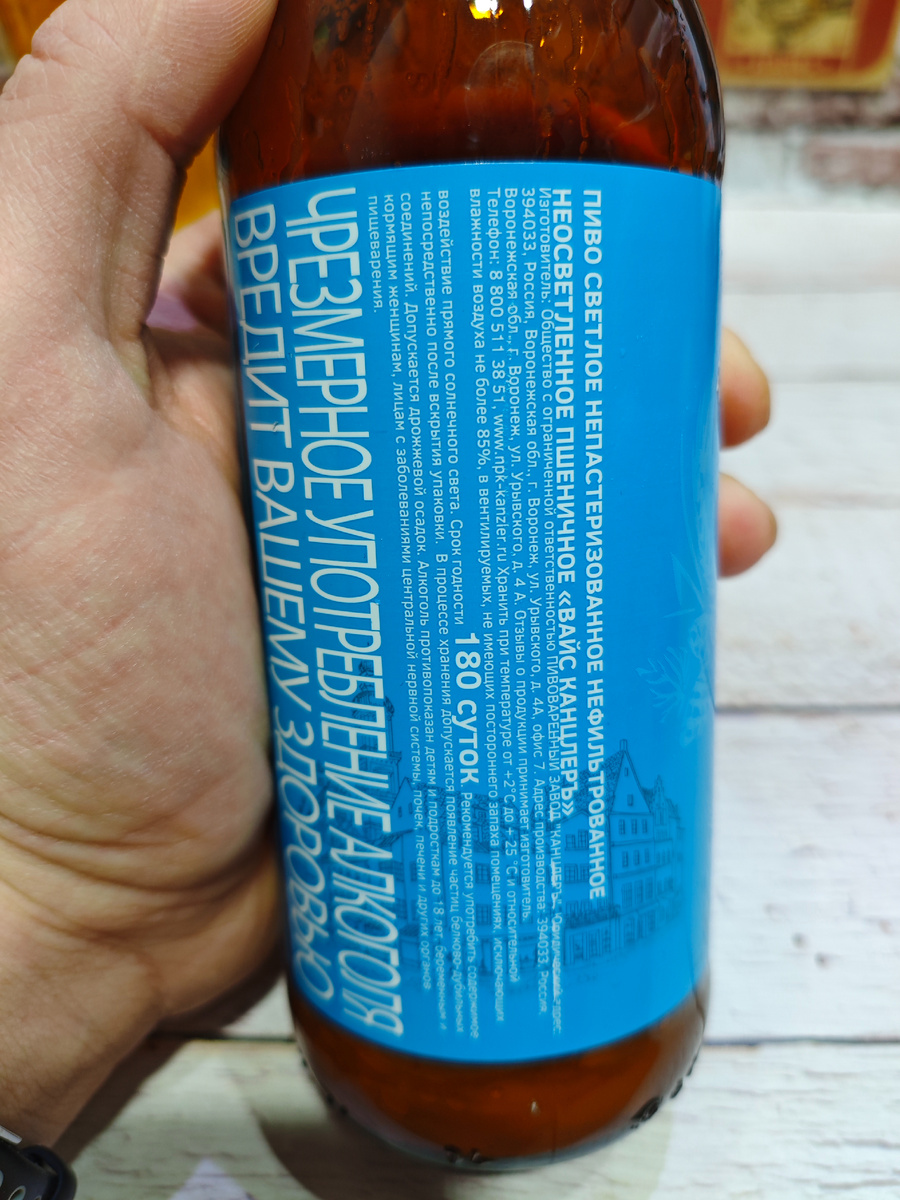 ПИВО СВЕТЛОЕ НЕПАСТЕРИЗОВАННОЕ НЕФИЛЬТРОВАННОЕ
НЕОСВЕТЛЕННОЕ ПШЕНИЧНОЕ «ВАЙС КАНЦЛЕРЪ»
Изготовитель: Общество с ограниченной ответственностью ПИВОВАРЕННЫЙ ЗАВОД "КАНЦЛЕРЪ". Юридический адрес:
394033, Россия, Воронежская обл., г. Воронеж, ул. Урывского, д. 4А, офис 7. Адрес производства: 394033, Россия,
Воронежская обл., г. Воронеж, ул. Урывского, д. 4 А. Отзывы о продукции принимает изготовитель.
Телефон: 8 800 511 38 51, www.npk-kanzler.ru Хранить при температуре от +2°С до + 25 °С и относительной
влажности воздуха не более 85%, в вентилируемых, не имеющих постороннего запаха помещениях, исключающих
воздействие прямого солнечного света. Срок годности 180 суток. Рекомендуется употребить содержимое
непосредственно после вскрытия упаковки. В процессе хранения допускается появление частиц белково-дубильных
соединений. Допускается дрожжевой осадок. Алкоголь противопоказан детям и подросткам до 18 лет, беременным и
кормящим женщинам, лицам с заболеваниями центральной нервной системы, почек, печени и других органов
пищеварения.
ЧРЕЗМЕРНОЕ УПОТРЕБЛЕНИЕ АЛКОГОЛЯ
ВРЕДИТ ВАШЕМУ ЗДОРОВЬЮ